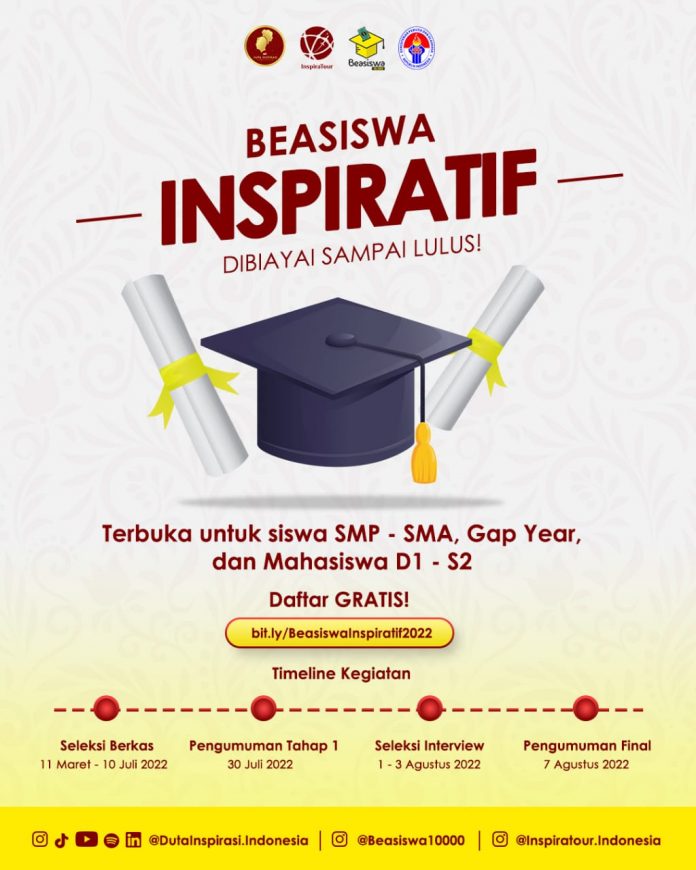 InspiraTour
Beasiswa
BEASISWA
INSPIRATIF
DIBIAYAI SAMPAI LULUS!
Terbuka untuk siswa SMP - SMA, Gap Year,
dan Mahasiswa D1 - S2
Daftar GRATIS!
bit.ly/BeasiswaInspiratif2022
Timeline Kegiatan
Seleksi Berkas
11 Maret - 10 Juli 2022
Pengumuman Tahap 1
30 Juli 2022
Seleksi Interview
1 - 3 Agustus 2022
Pengumuman Final
7 Agustus 2022
@DutaInspirasi.Indonesia | @Beasiswa10000 | @Inspiratour.Indonesia